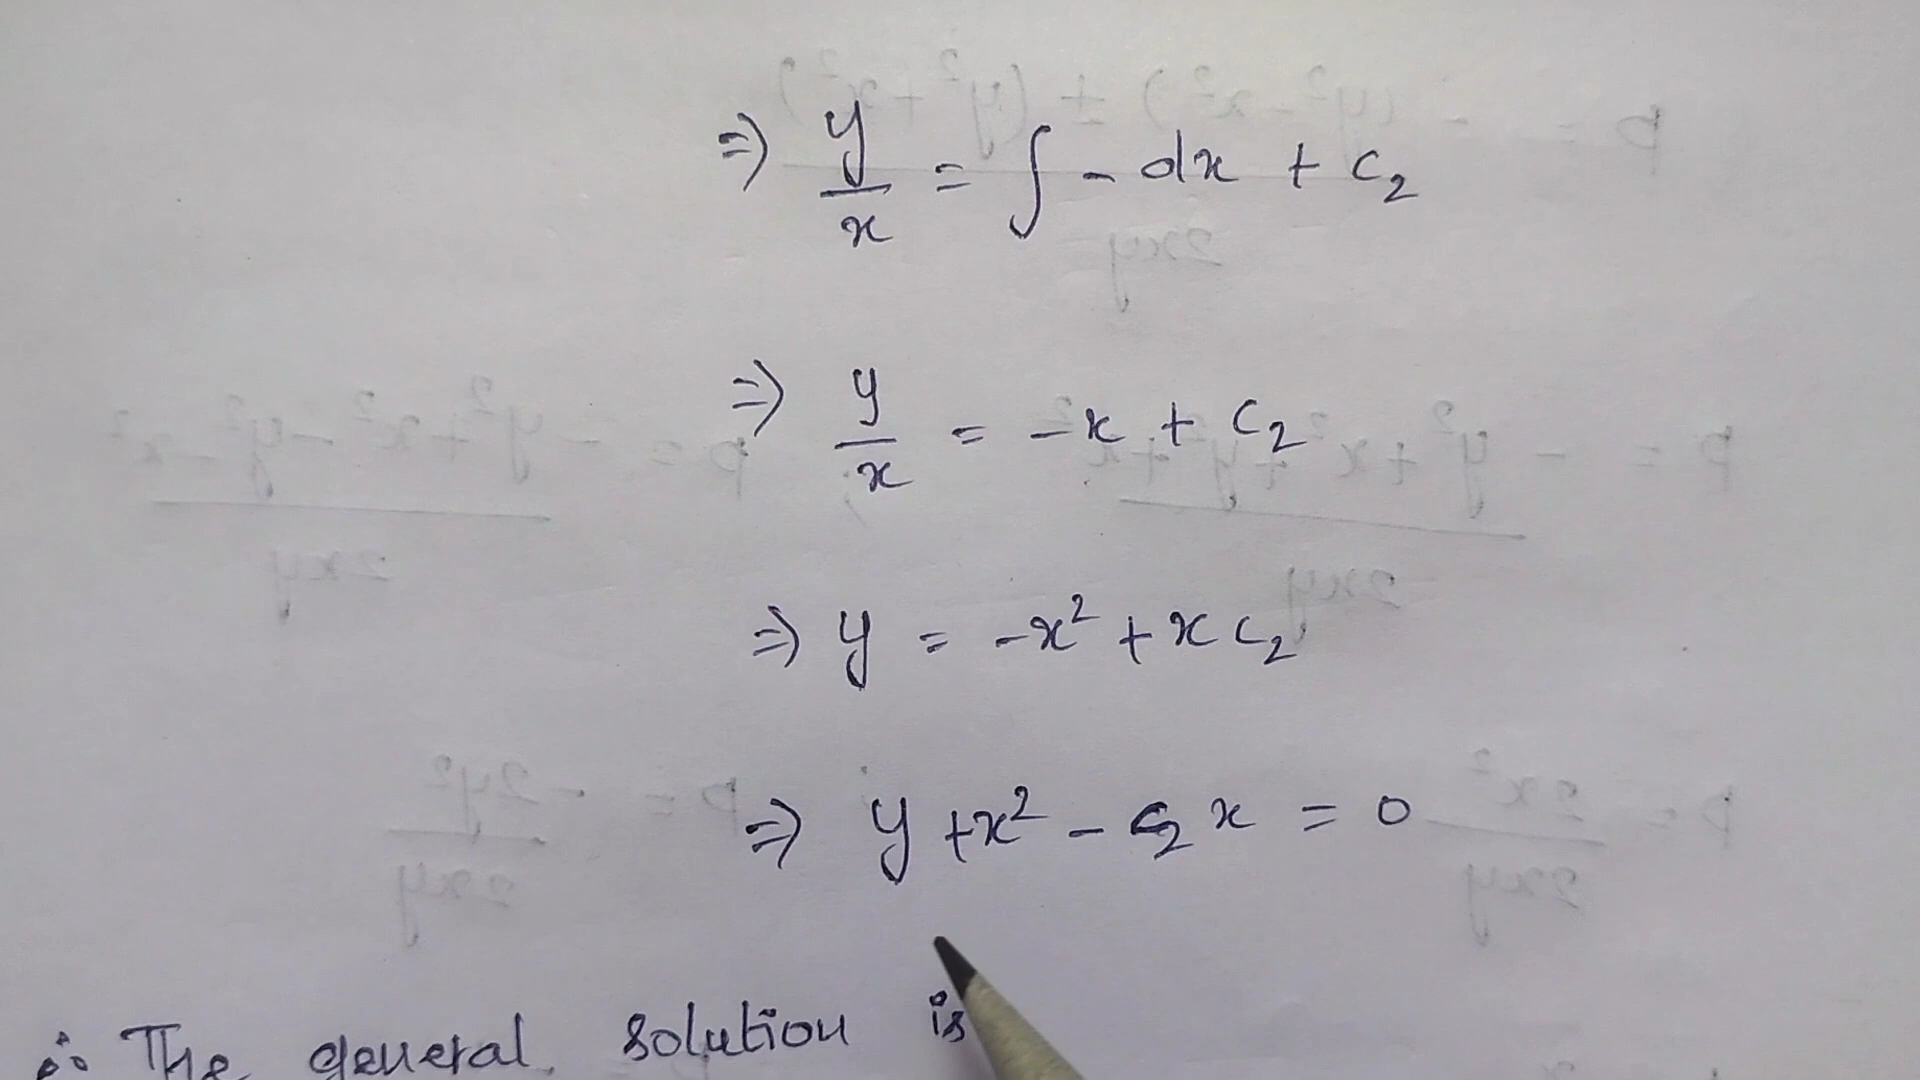 ⇒ y/x = ∫ - dx + c₂
⇒ y/x = -x + c₂
⇒ y = -x² + x c₂
⇒ y + x² - c₂ x = 0
∴ The general solution is